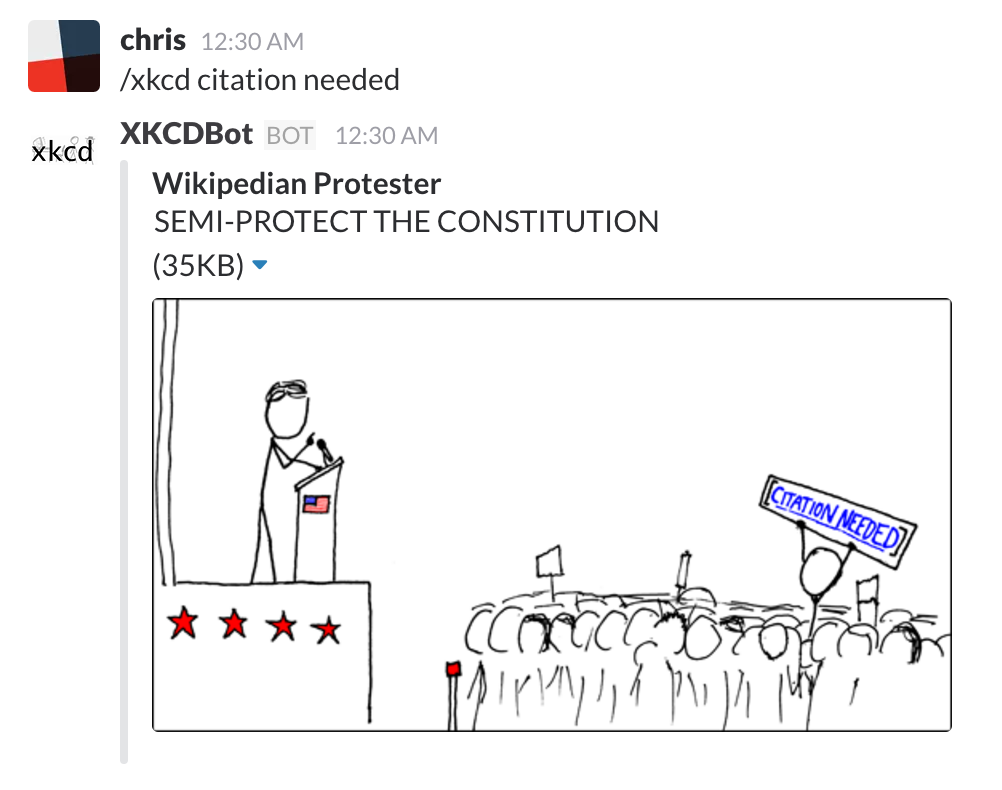 chris 12:30 AM
/xkcd citation needed
xkcd
XKCDBot BOT 12:30 AM
Wikipedian Protester
SEMI-PROTECT THE CONSTITUTION
(35KB)
[CITATION NEEDED]